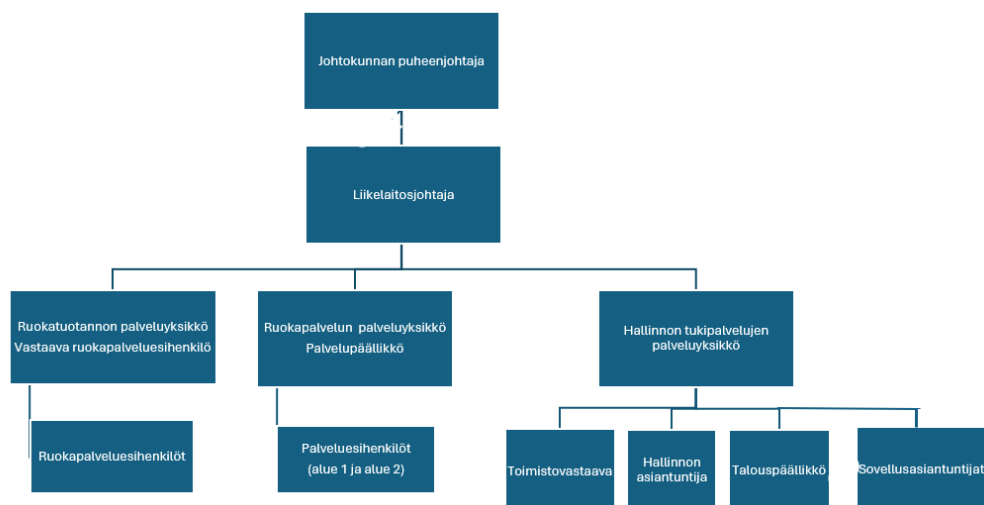 Johtokunnan puheenjohtaja
Liikelaitosjohtaja
Ruokatuotannon palveluyksikkö
Vastaava ruokapalveluesihenkilö
Ruokapalvelun palveluyksikkö
Palvelupäällikkö
Hallinnon tukipalvelujen
palveluyksikkö
Ruokapalveluesihenkilöt
Palveluesihenkilöt
(alue 1 ja alue 2)
Toimistovastaava
Hallinnon
asiantuntija
Talouspäällikkö
Sovellusasiantuntijat